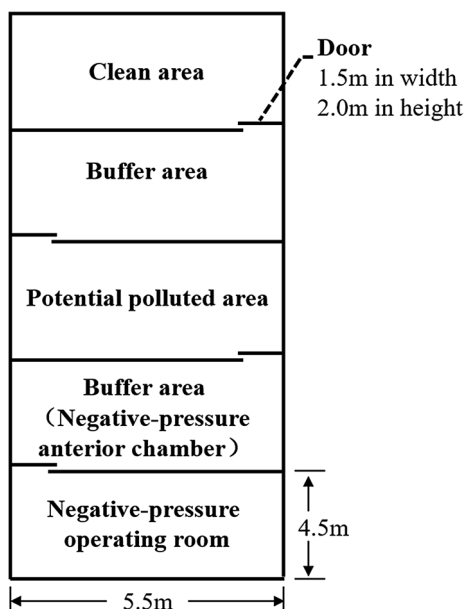 Clean area
Door
1.5m in width
2.0m in height
Buffer area
Potential polluted area
Buffer area
（Negative-pressure
anterior chamber）
Negative-pressure
operating room
4.5m
5.5m